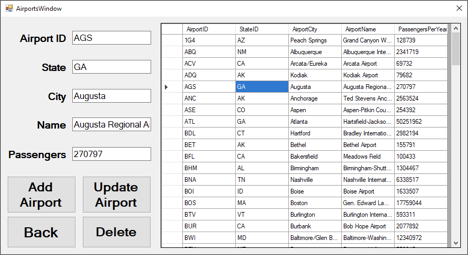 AirportsWindow
Airport ID AGS
State GA
City Augusta
Name Augusta Regional A
Passengers 270797
Add Airport
Update Airport
Back
Delete
AirportID StateID AirportCity AirportName PassengersPerYear
1G4 AZ Peach Springs Grand Canyon W... 128739
ABQ NM Albuquerque Albuquerque Inte... 2341719
ACV CA Arcata/Eureka Arcata Airport 69732
ADQ AK Kodiak Kodiak Airport 79682
AGS GA Augusta Augusta Regiona... 270797
ANC AK Anchorage Ted Stevens Anc... 2563524
ASE CO Aspen Aspen-Pitkin Coun... 254392
ATL GA Atlanta Hartsfield-Jackso... 50251962
BDL CT Hartford Bradley Internatio... 2982194
BET AK Bethel Bethel Airport 155791
BFL CA Bakersfield Meadows Field 100433
BHM AL Birmingham Birmingham-Shutt... 1304467
BNA TN Nashville Nashville Internat... 6338517
BOI ID Boise Boise Airport 1633507
BOS MA Boston Gen. Edward La... 17759044
BTV VT Burlington Burlington Internat... 593311
BUR CA Burbank Bob Hope Airport 2077892
BWI MD Baltimore/Glen B... Baltimore-Washin... 12340972